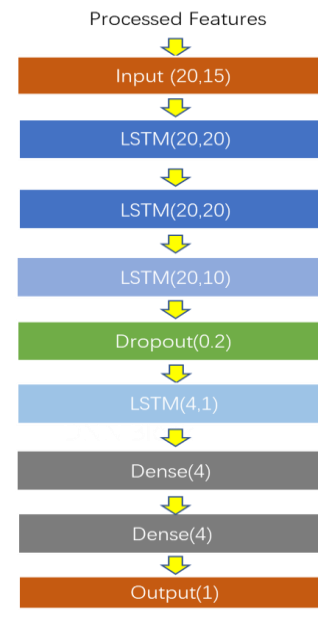 Processed Features
Input (20,15)
LSTM(20,20)
LSTM(20,20)
LSTM(20,10)
Dropout(0.2)
LSTM(4,1)
Dense(4)
Dense(4)
Output(1)